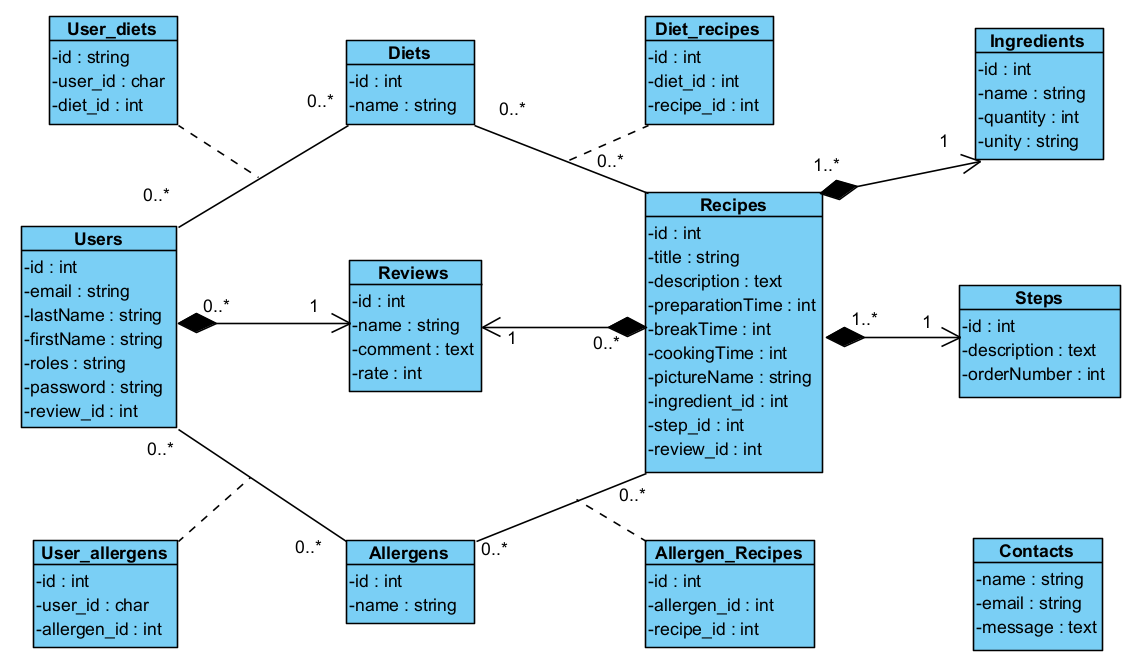 User_diets
-id : string
-user_id : char
-diet_id : int
Diets
-id : int
-name : string
Diet_recipes
-id : int
-diet_id : int
-recipe_id : int
Ingredients
-id : int
-name : string
-quantity : int
-unity : string
0..*
0..*
0..*
0..*
1..*
1
Users
-id : int
-email : string
-lastName : string
-firstName : string
-roles : string
-password : string
-review_id : int
0..*
1
Reviews
-id : int
-name : string
-comment : text
-rate : int
1
0..*
Recipes
-id : int
-title : string
-description : text
-preparationTime : int
-breakTime : int
-cookingTime : int
-pictureName : string
-ingredient_id : int
-step_id : int
-review_id : int
1..*
1
Steps
-id : int
-description : text
-orderNumber : int
0..*
0..*
0..*
0..*
User_allergens
-id : int
-user_id : char
-allergen_id : int
Allergens
-id : int
-name : string
Allergen_Recipes
-id : int
-allergen_id : int
-recipe_id : int
Contacts
-name : string
-email : string
-message : text